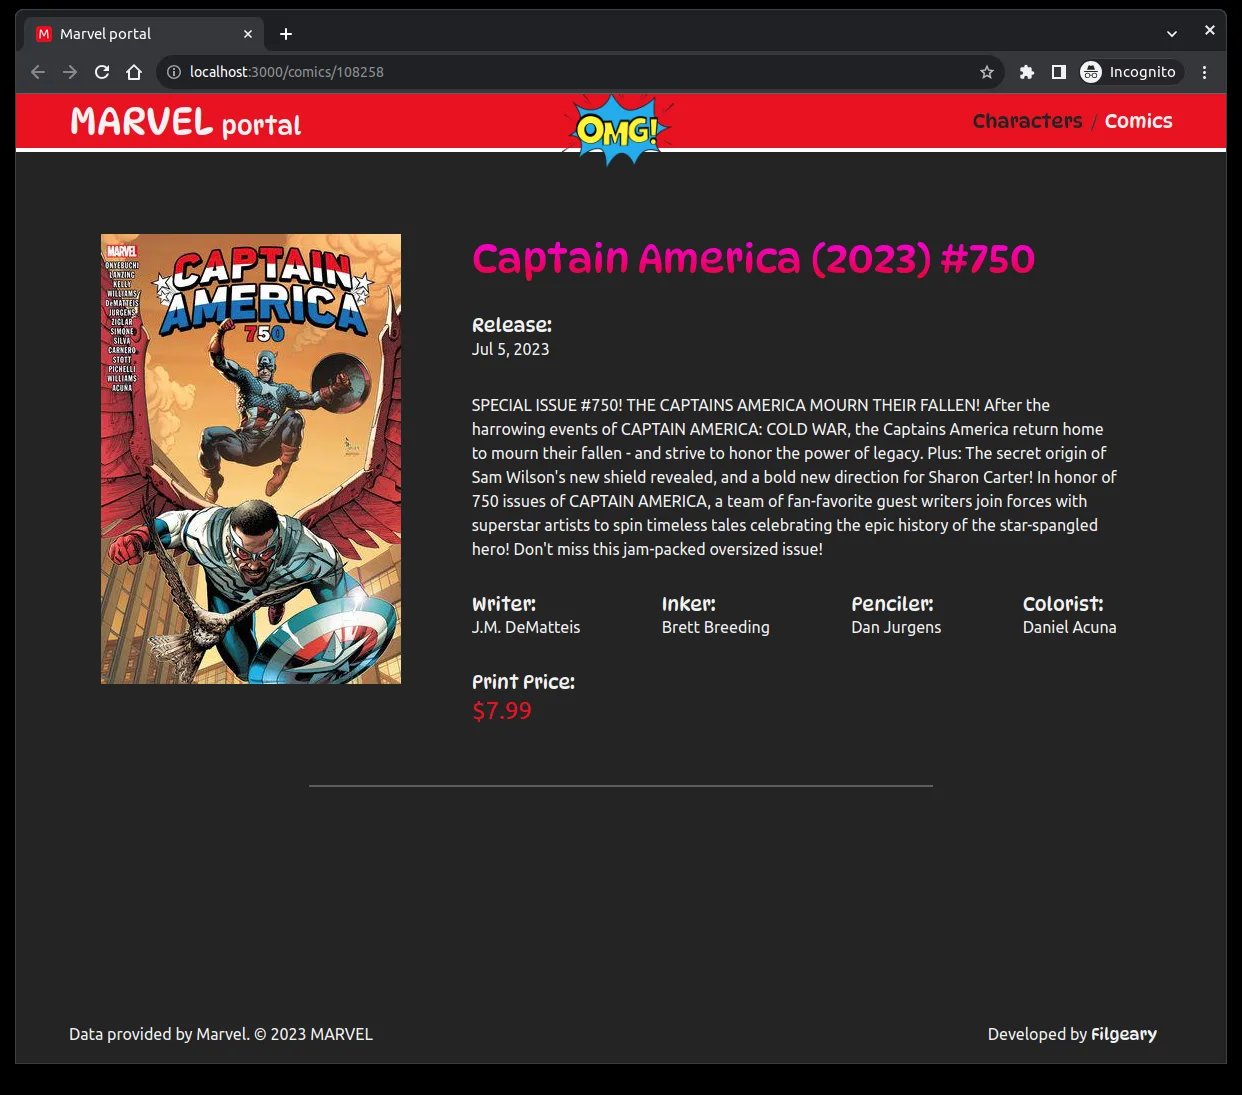 Marvel portal
localhost:3000/comics/108258
Incognito
MARVEL portal
OMG!
Characters / Comics
MARVEL
ONYEBUCHI
LANZING
KELLY
WILLIAMS
DeMATTEIS
JURGENS
ZIGLAR
SIMONE
SILVA
CARNERO
STOTT
PICHELLI
WILLIAMS
ACUNA
CAPTAIN
AMERICA
750
Captain America (2023) #750
Release:
Jul 5, 2023
SPECIAL ISSUE #750! THE CAPTAINS AMERICA MOURN THEIR FALLEN! After the
harrowing events of CAPTAIN AMERICA: COLD WAR, the Captains America return home
to mourn their fallen - and strive to honor the power of legacy. Plus: The secret origin of
Sam Wilson's new shield revealed, and a bold new direction for Sharon Carter! In honor of
750 issues of CAPTAIN AMERICA, a team of fan-favorite guest writers join forces with
superstar artists to spin timeless tales celebrating the epic history of the star-spangled
hero! Don't miss this jam-packed oversized issue!
Writer: Inker: Penciler: Colorist:
J.M. DeMatteis Brett Breeding Dan Jurgens Daniel Acuna
Print Price:
$7.99
Data provided by Marvel. © 2023 MARVEL
Developed by Filgeary